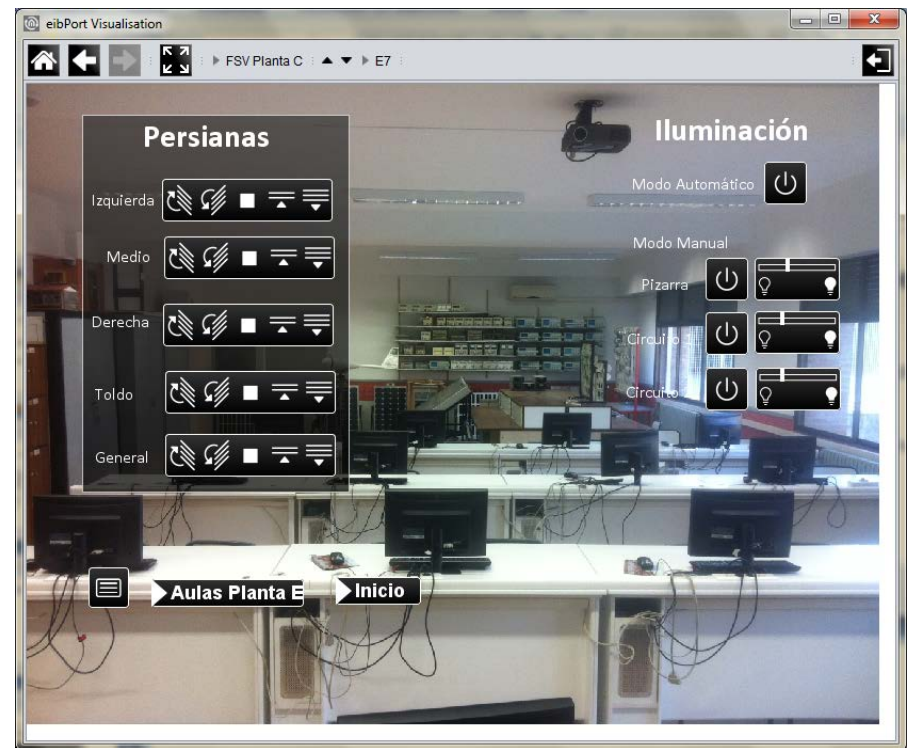 eibPort Visualisation
FSV Planta C
E7
Persianas
Izquierda
Medio
Derecha
Toldo
General
Iluminación
Modo Automático
Modo Manual
Pizarra
Circuito 1
Circuito
Aulas Planta E
Inicio